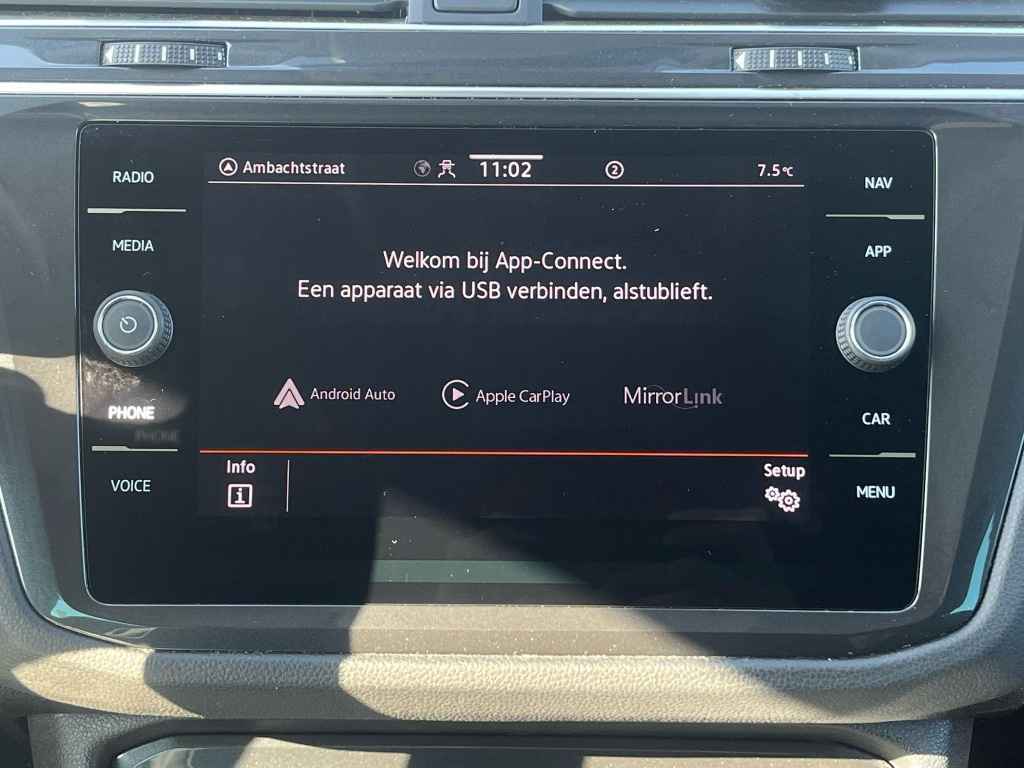 RADIO
MEDIA
PHONE
VOICE
Ambachtstraat 11:02 2 7.5°C
Welkom bij App-Connect.
Een apparaat via USB verbinden, alstublieft.
Android Auto Apple CarPlay MirrorLink
Info Setup
i
NAV
APP
CAR
MENU